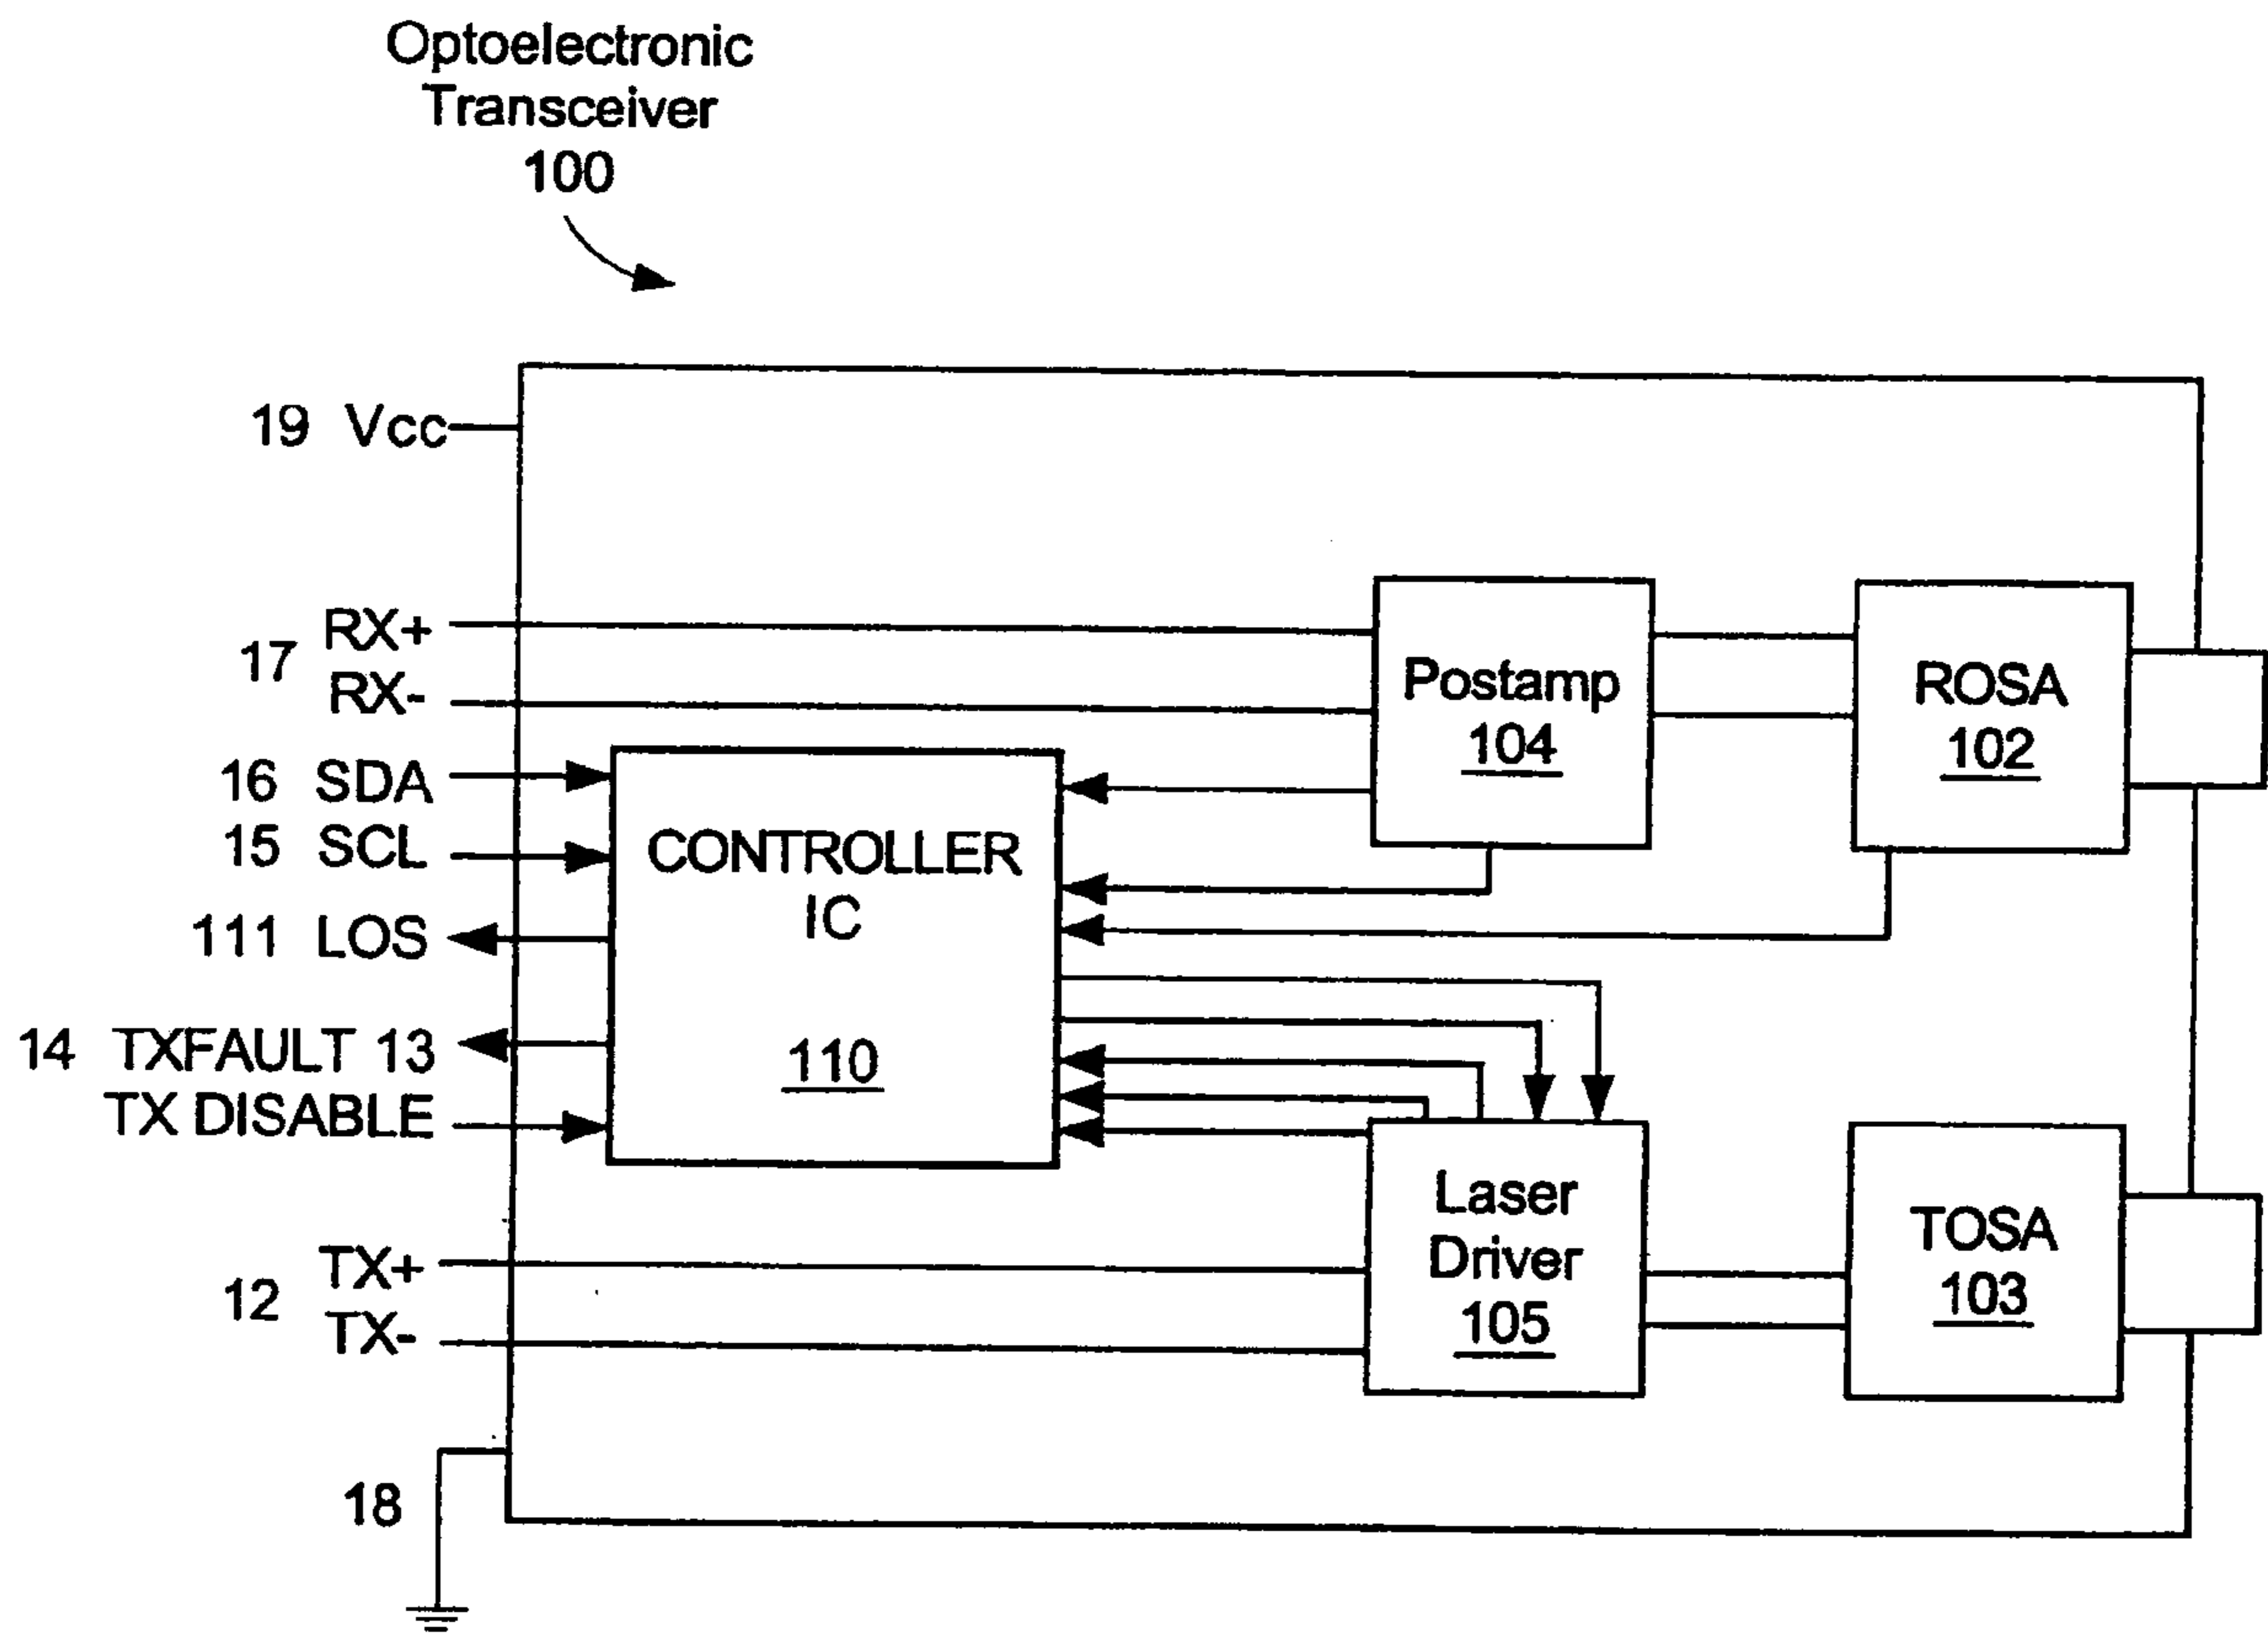 Optoelectronic
Transceiver
100
19 Vcc
17
RX+
RX-
16 SDA
15 SCL
111 LOS
14 TXFAULT 13
TX DISABLE
12
TX+
TX-
18
CONTROLLER
IC
110
Postamp
104
ROSA
102
Laser
Driver
105
TOSA
103